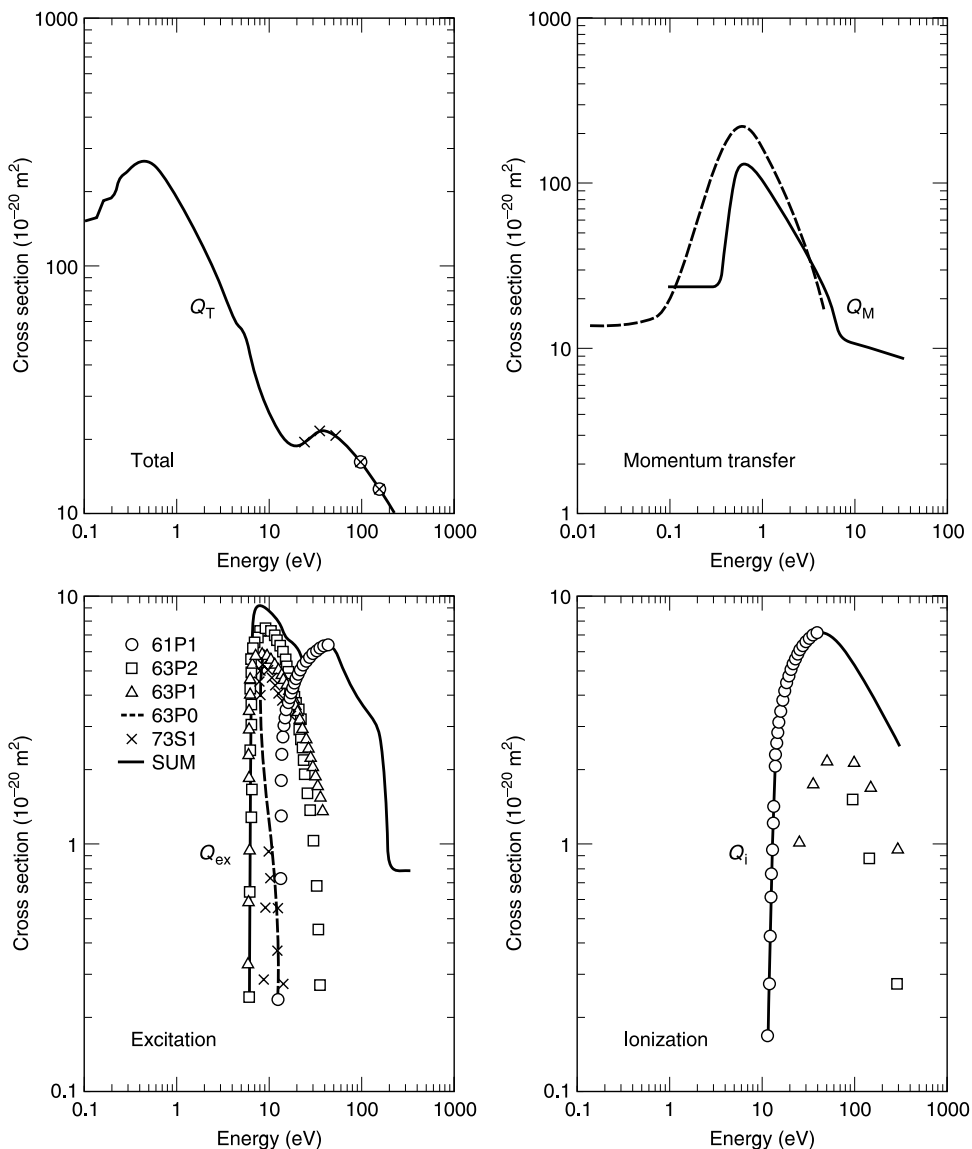 1000
100
10
Cross section (10⁻²⁰ m²)
Q_T
Total
0.1 1 10 100 1000
Energy (eV)
1000
100
10
1
Cross section (10⁻²⁰ m²)
Q_M
Momentum transfer
0.01 0.1 1 10 100
Energy (eV)
10
1
0.1
Cross section (10⁻²⁰ m²)
61P1
63P2
63P1
63P0
73S1
SUM
Q_ex
Excitation
0.1 1 10 100 1000
Energy (eV)
10
1
0.1
Cross section (10⁻²⁰ m²)
Q_i
Ionization
0.1 1 10 100 1000
Energy (eV)